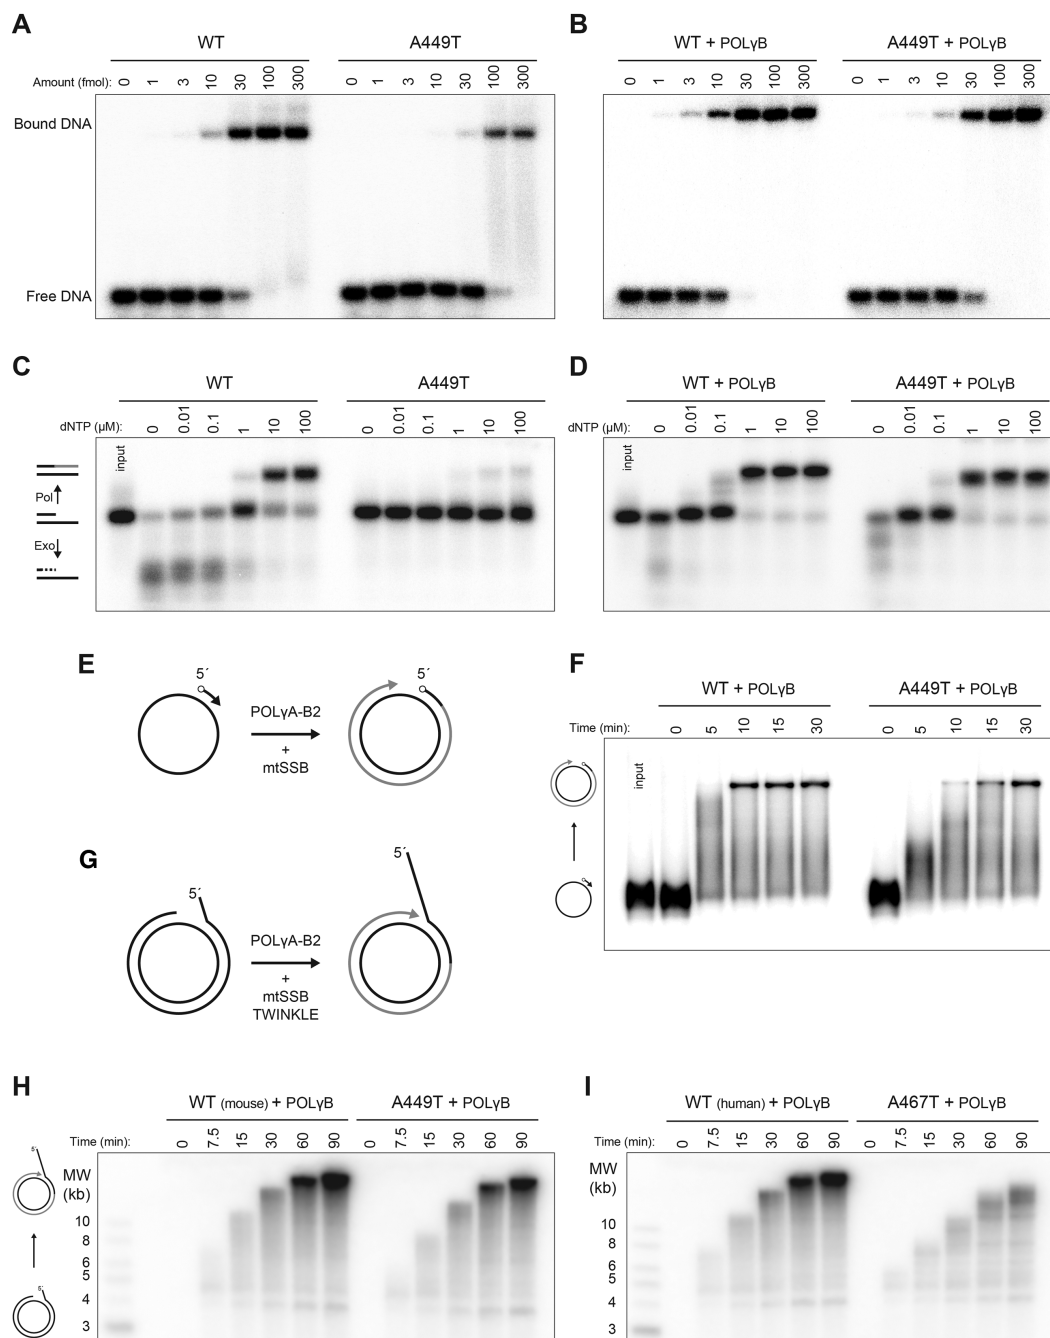 A
WT A449T
Amount (fmol): 0 1 3 10 30 100 300 0 1 3 10 30 100 300
Bound DNA
Free DNA
B
WT + POLγB A449T + POLγB
0 1 3 10 30 100 300 0 1 3 10 30 100 300
C
WT A449T
dNTP (µM): 0 0.01 0.1 1 10 100 0 0.01 0.1 1 10 100
input
Pol
Exo
D
WT + POLγB A449T + POLγB
dNTP (µM): 0 0.01 0.1 1 10 100 0 0.01 0.1 1 10 100
input
E
5´ 5´
POLγA-B2
+
mtSSB
F
WT + POLγB A449T + POLγB
Time (min): 0 5 10 15 30 0 5 10 15 30
input
G
5´ 5´
POLγA-B2
+
mtSSB
TWINKLE
H
WT (mouse) + POLγB A449T + POLγB
Time (min): 0 7.5 15 30 60 90 0 7.5 15 30 60 90
5´
MW
(kb)
10
8
6
5
4
3
5´
I
WT (human) + POLγB A467T + POLγB
Time (min): 0 7.5 15 30 60 90 0 7.5 15 30 60 90
MW
(kb)
10
8
6
5
4
3